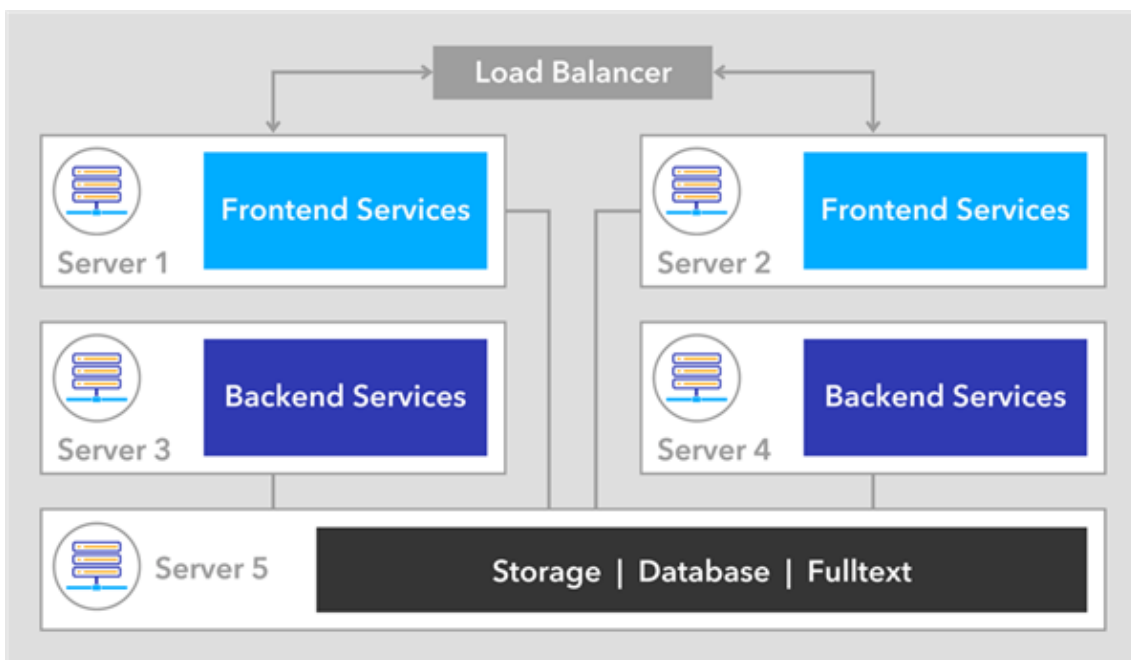 Load Balancer
Frontend Services
Server 1
Frontend Services
Server 2
Backend Services
Server 3
Backend Services
Server 4
Server 5
Storage | Database | Fulltext